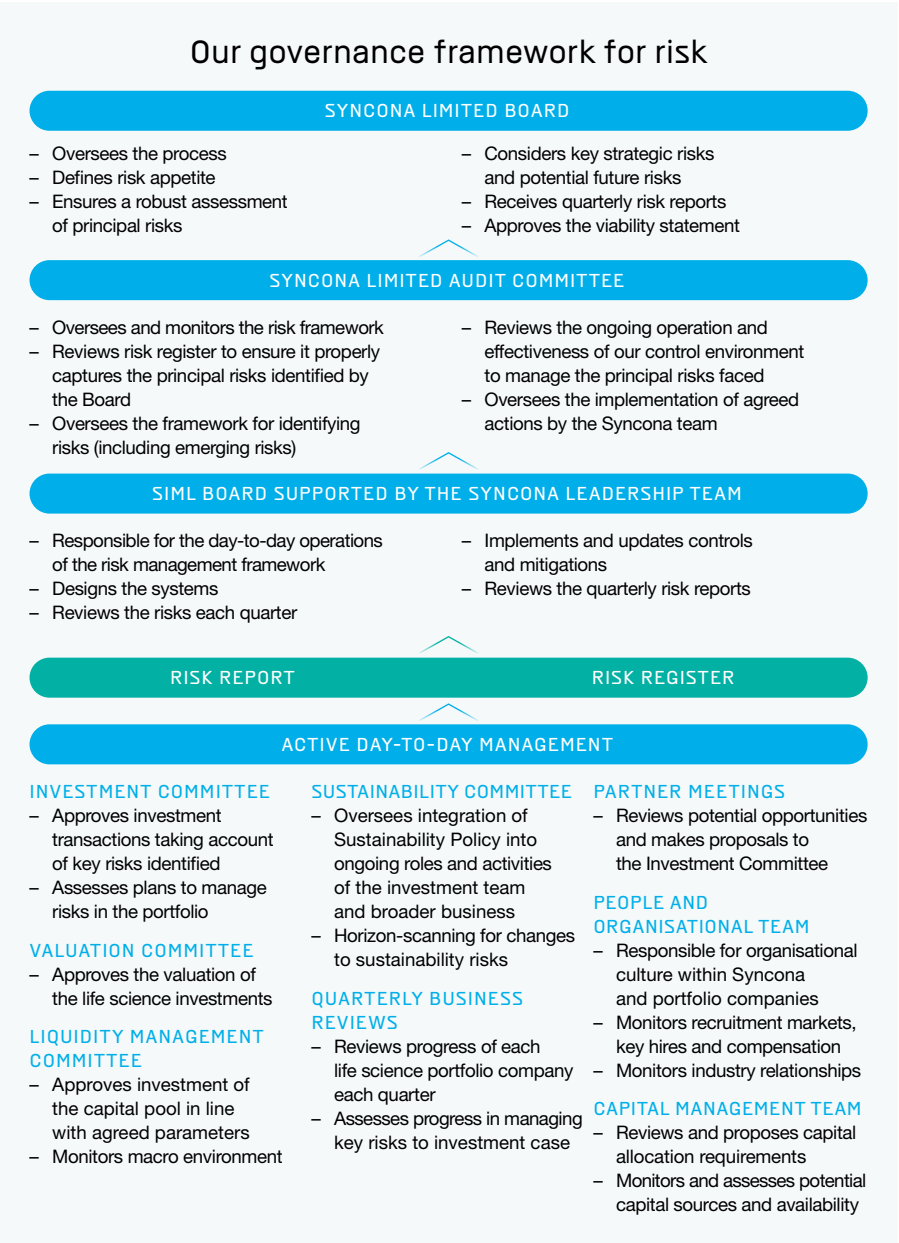 Our governance framework for risk
SYNCONA LIMITED BOARD
– Oversees the process
– Defines risk appetite
– Ensures a robust assessment
of principal risks
– Considers key strategic risks
and potential future risks
– Receives quarterly risk reports
– Approves the viability statement
SYNCONA LIMITED AUDIT COMMITTEE
– Oversees and monitors the risk framework
– Reviews risk register to ensure it properly
captures the principal risks identified by
the Board
– Oversees the framework for identifying
risks (including emerging risks)
– Reviews the ongoing operation and
effectiveness of our control environment
to manage the principal risks faced
– Oversees the implementation of agreed
actions by the Syncona team
SIML BOARD SUPPORTED BY THE SYNCONA LEADERSHIP TEAM
– Responsible for the day-to-day operations
of the risk management framework
– Designs the systems
– Reviews the risks each quarter
– Implements and updates controls
and mitigations
– Reviews the quarterly risk reports
RISK REPORT
RISK REGISTER
ACTIVE DAY-TO-DAY MANAGEMENT
INVESTMENT COMMITTEE
– Approves investment
transactions taking account
of key risks identified
– Assesses plans to manage
risks in the portfolio
VALUATION COMMITTEE
– Approves the valuation of
the life science investments
LIQUIDITY MANAGEMENT
COMMITTEE
– Approves investment of
the capital pool in line
with agreed parameters
– Monitors macro environment
SUSTAINABILITY COMMITTEE
– Oversees integration of
Sustainability Policy into
ongoing roles and activities
of the investment team
and broader business
– Horizon-scanning for changes
to sustainability risks
QUARTERLY BUSINESS
REVIEWS
– Reviews progress of each
life science portfolio company
each quarter
– Assesses progress in managing
key risks to investment case
PARTNER MEETINGS
– Reviews potential opportunities
and makes proposals to
the Investment Committee
PEOPLE AND
ORGANISATIONAL TEAM
– Responsible for organisational
culture within Syncona
and portfolio companies
– Monitors recruitment markets,
key hires and compensation
– Monitors industry relationships
CAPITAL MANAGEMENT TEAM
– Reviews and proposes capital
allocation requirements
– Monitors and assesses potential
capital sources and availability